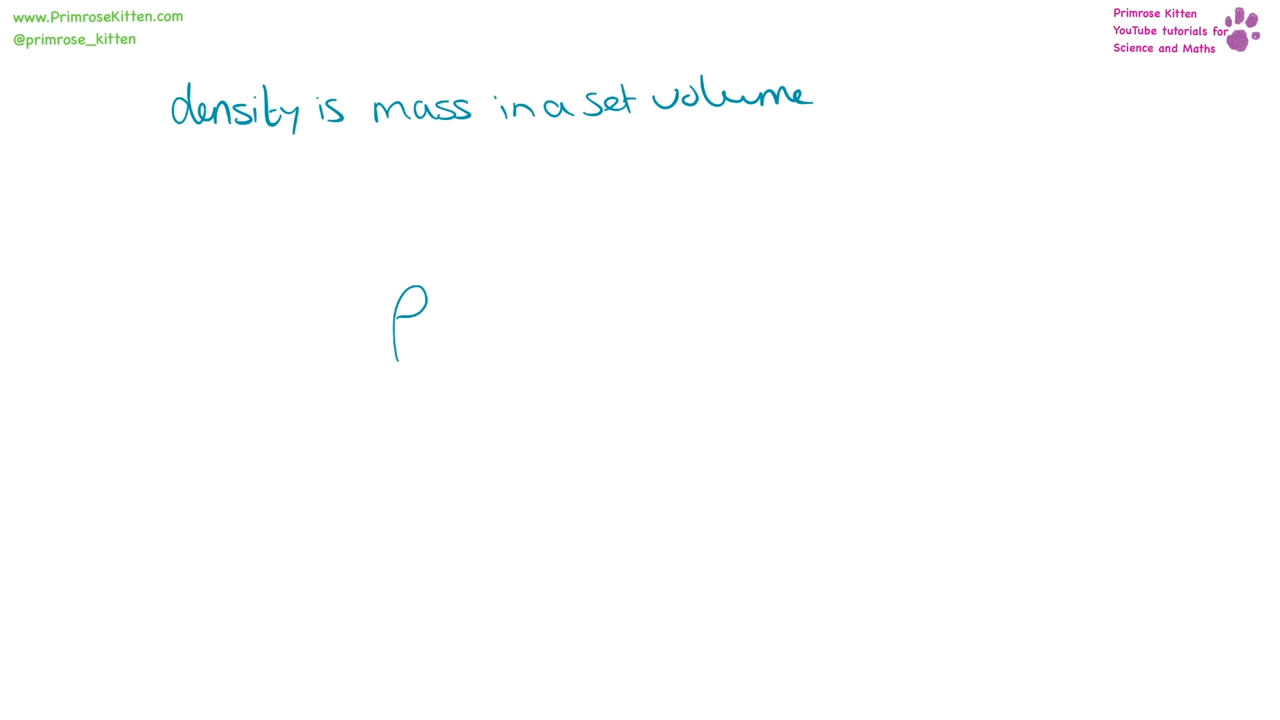 www.PrimroseKitten.com
@primrose_kitten
Primrose Kitten
YouTube tutorials for
Science and Maths
density is mass in a set volume
ρ